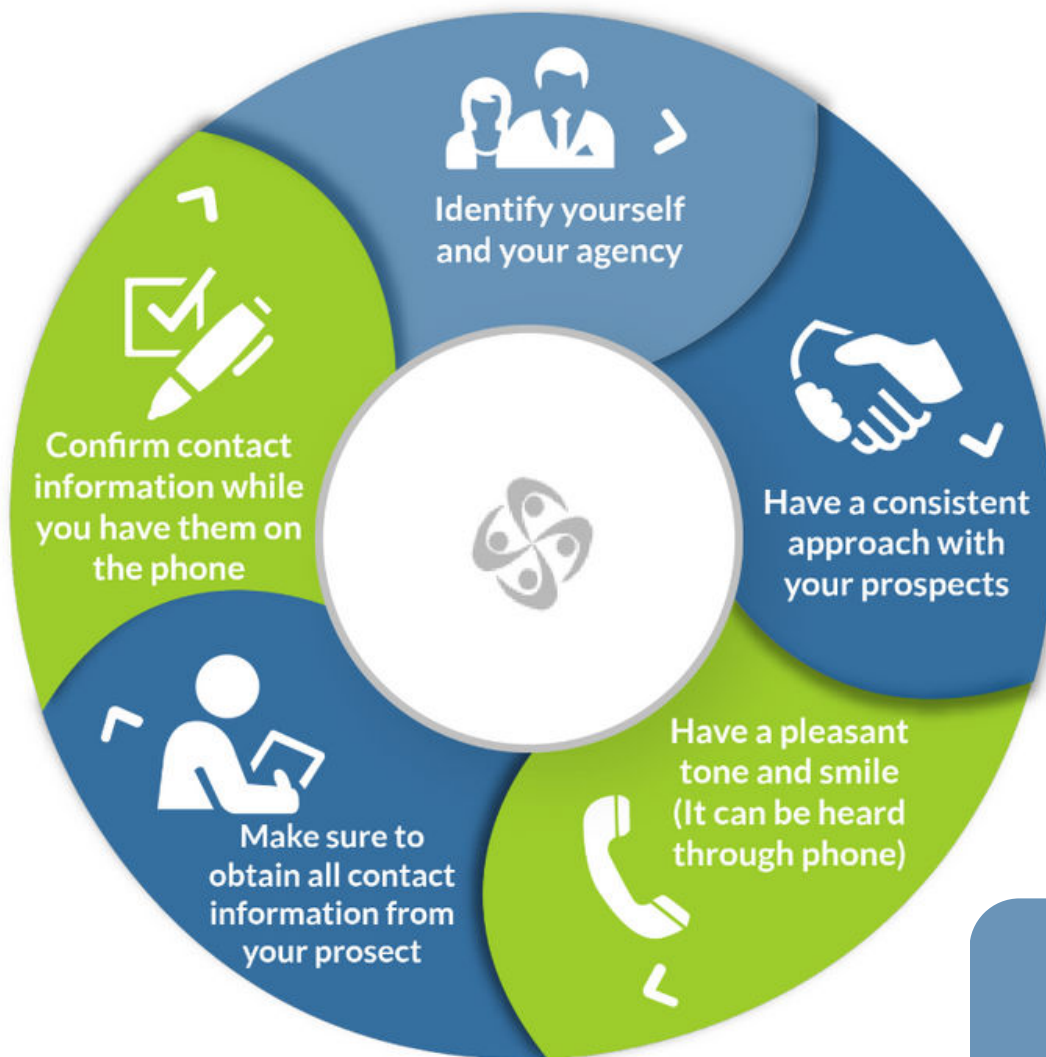 Identify yourself
and your agency
Have a consistent
approach with
your prospects
Have a pleasant
tone and smile
(It can be heard
through phone)
Make sure to
obtain all contact
information from
your prosect
Confirm contact
information while
you have them on
the phone